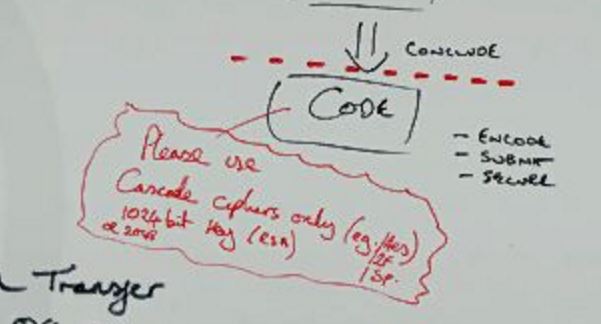 CONCLUDE
CODE
- ENCODE
- SUBMIT
- SECURE
Please use
Cascade ciphers only (eg. /Aes)
/2F
/Sp.
1024 bit key (RSA)
or 2048
Transfer